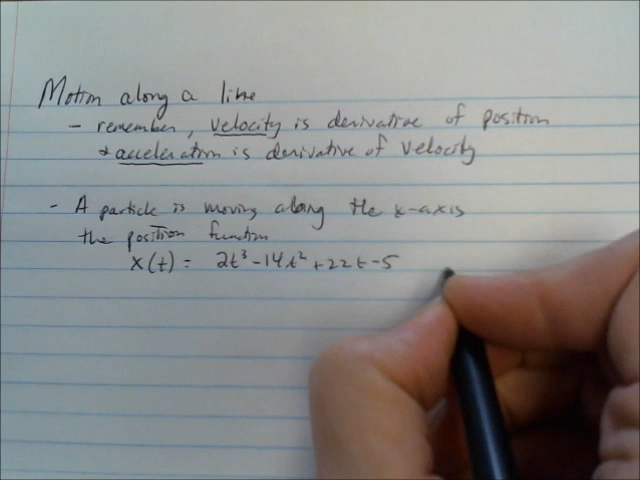 Motion along a line
- remember, velocity is derivative of position
+ acceleration is derivative of velocity
- A particle is moving along the x-axis
the position function
x(t) = 2t³ - 14t² + 22t - 5